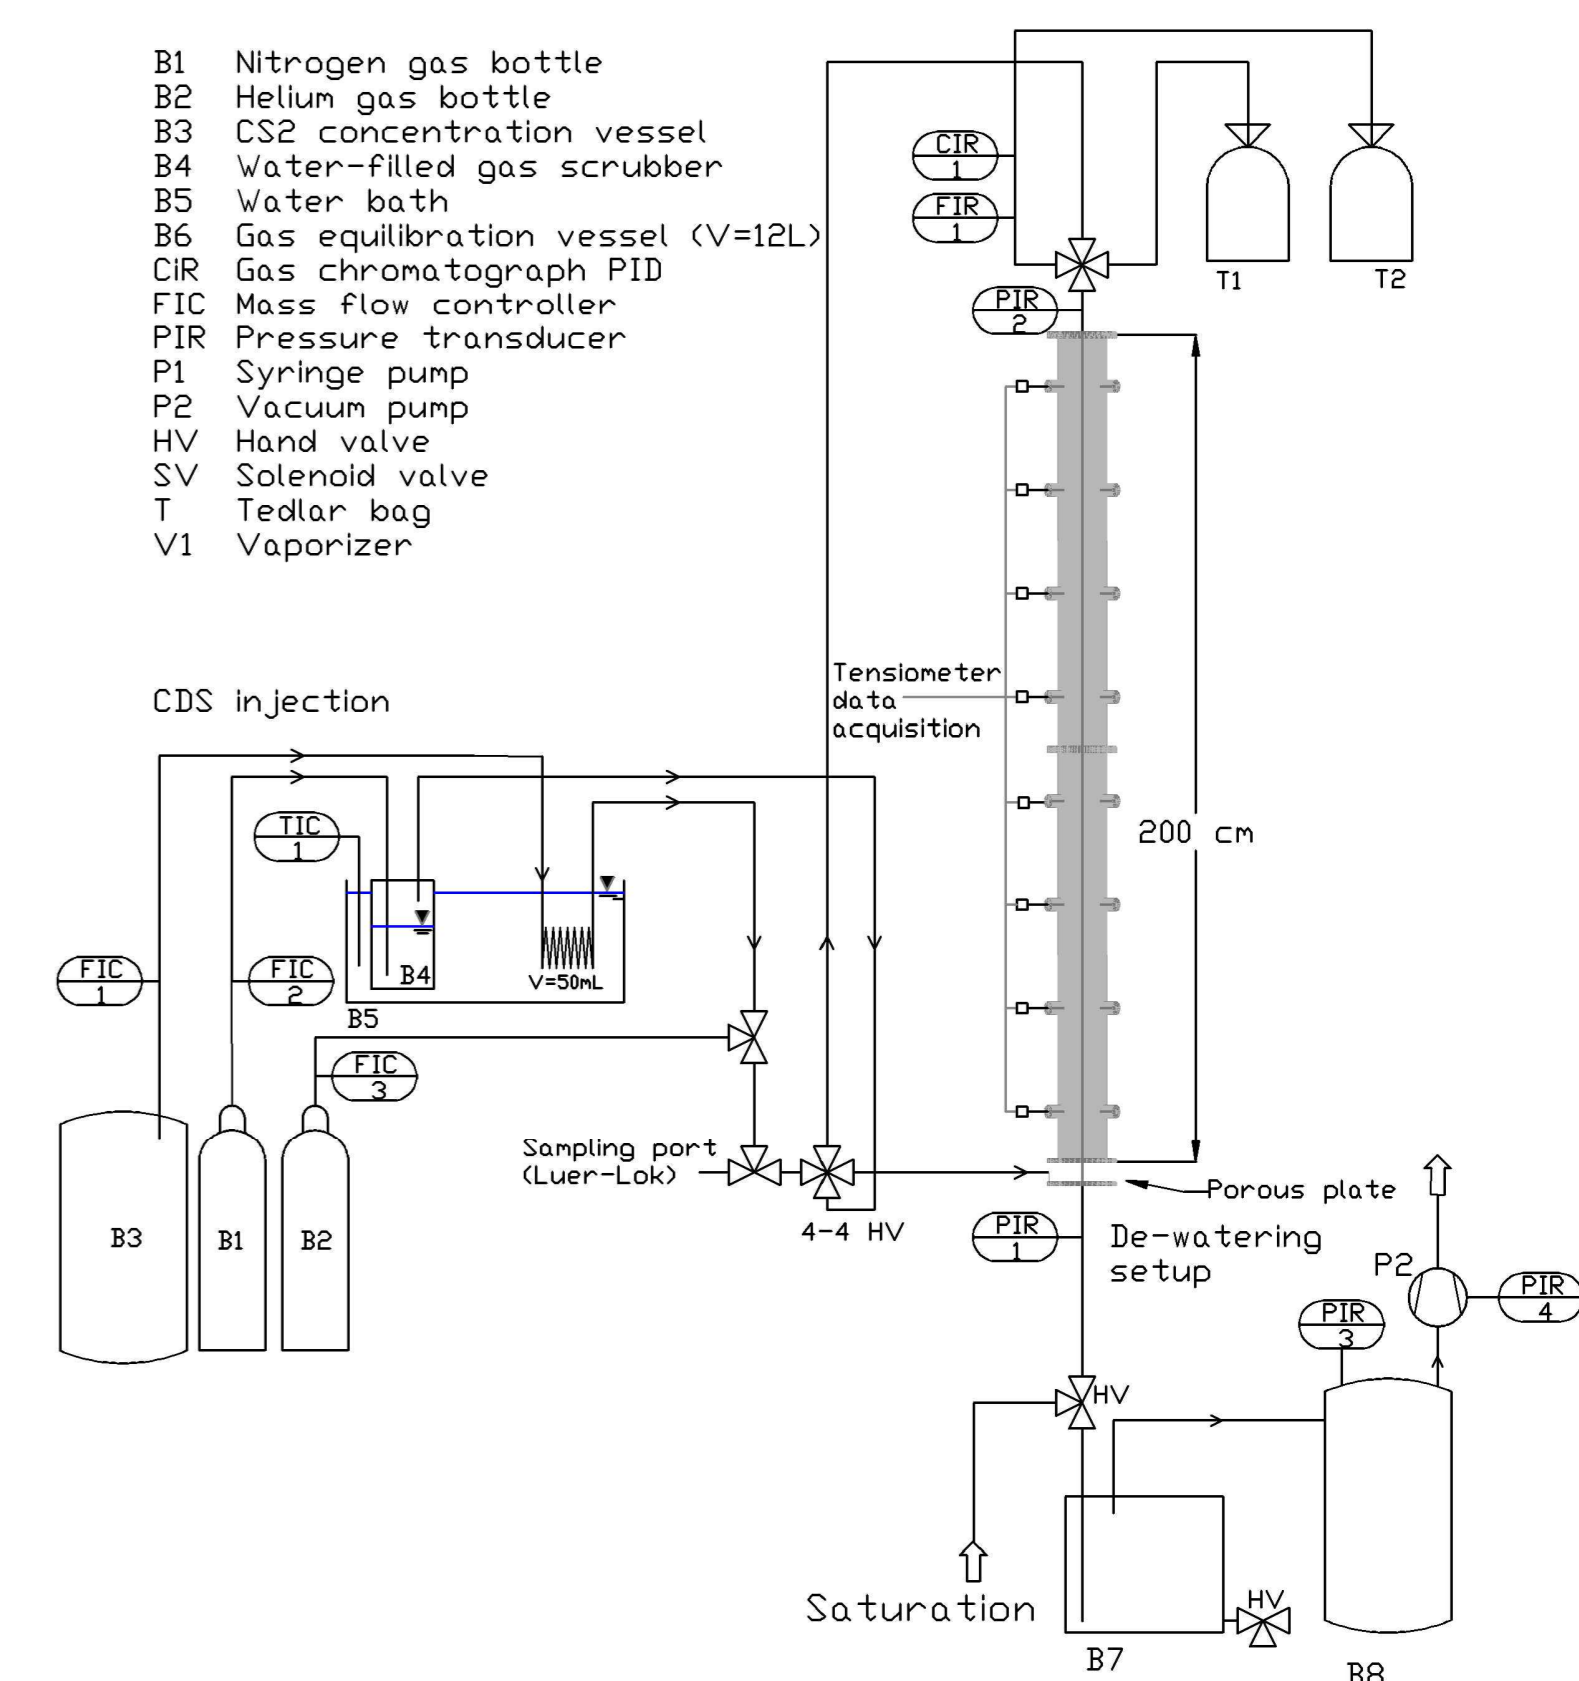 B1 Nitrogen gas bottle
B2 Helium gas bottle
B3 CS2 concentration vessel
B4 Water-filled gas scrubber
B5 Water bath
B6 Gas equilibration vessel (V=12L)
CiR Gas chromatograph PID
FIC Mass flow controller
PIR Pressure transducer
P1 Syringe pump
P2 Vacuum pump
HV Hand valve
SV Solenoid valve
T Tedlar bag
V1 Vaporizer
CIR
1
FIR
1
PIR
2
T1
T2
Tensiometer
data
acquisition
200 cm
CDS injection
TIC
1
FIC
1
FIC
2
B4
V=50mL
B5
FIC
3
Sampling port
(Luer-Lok)
4-4 HV
B3
B1
B2
Porous plate
PIR
1
De-watering
setup
P2
PIR
4
PIR
3
HV
Saturation
HV
B7
B8